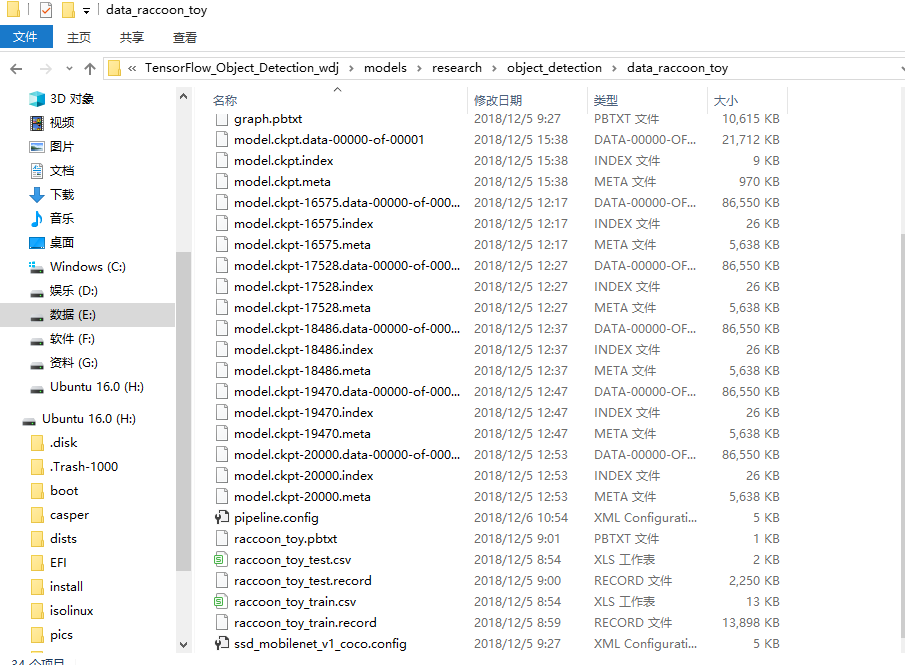 data_raccoon_toy
文件 主页 共享 查看
« TensorFlow_Object_Detection_wdj › models › research › object_detection › data_raccoon_toy
3D 对象
视频
图片
文档
下载
音乐
桌面
Windows (C:)
娱乐 (D:)
数据 (E:)
软件 (F:)
资料 (G:)
Ubuntu 16.0 (H:)
Ubuntu 16.0 (H:)
.disk
.Trash-1000
boot
casper
dists
EFI
install
isolinux
pics
名称 修改日期 类型 大小
graph.pbtxt 2018/12/5 9:27 PBTXT 文件 10,615 KB
model.ckpt.data-00000-of-00001 2018/12/5 15:38 DATA-00000-OF... 21,712 KB
model.ckpt.index 2018/12/5 15:38 INDEX 文件 9 KB
model.ckpt.meta 2018/12/5 15:38 META 文件 970 KB
model.ckpt-16575.data-00000-of-000... 2018/12/5 12:17 DATA-00000-OF... 86,550 KB
model.ckpt-16575.index 2018/12/5 12:17 INDEX 文件 26 KB
model.ckpt-16575.meta 2018/12/5 12:17 META 文件 5,638 KB
model.ckpt-17528.data-00000-of-000... 2018/12/5 12:27 DATA-00000-OF... 86,550 KB
model.ckpt-17528.index 2018/12/5 12:27 INDEX 文件 26 KB
model.ckpt-17528.meta 2018/12/5 12:27 META 文件 5,638 KB
model.ckpt-18486.data-00000-of-000... 2018/12/5 12:37 DATA-00000-OF... 86,550 KB
model.ckpt-18486.index 2018/12/5 12:37 INDEX 文件 26 KB
model.ckpt-18486.meta 2018/12/5 12:37 META 文件 5,638 KB
model.ckpt-19470.data-00000-of-000... 2018/12/5 12:47 DATA-00000-OF... 86,550 KB
model.ckpt-19470.index 2018/12/5 12:47 INDEX 文件 26 KB
model.ckpt-19470.meta 2018/12/5 12:47 META 文件 5,638 KB
model.ckpt-20000.data-00000-of-000... 2018/12/5 12:53 DATA-00000-OF... 86,550 KB
model.ckpt-20000.index 2018/12/5 12:53 INDEX 文件 26 KB
model.ckpt-20000.meta 2018/12/5 12:53 META 文件 5,638 KB
pipeline.config 2018/12/6 10:54 XML Configurati... 5 KB
raccoon_toy.pbtxt 2018/12/5 9:01 PBTXT 文件 1 KB
raccoon_toy_test.csv 2018/12/5 8:54 XLS 工作表 2 KB
raccoon_toy_test.record 2018/12/5 9:00 RECORD 文件 2,250 KB
raccoon_toy_train.csv 2018/12/5 8:54 XLS 工作表 13 KB
raccoon_toy_train.record 2018/12/5 8:59 RECORD 文件 13,898 KB
ssd_mobilenet_v1_coco.config 2018/12/5 9:27 XML Configurati... 5 KB